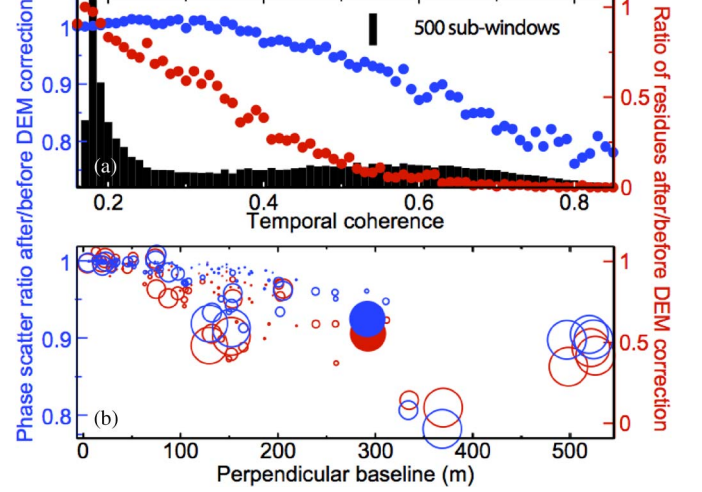 Phase scatter ratio after/before DEM correction
Ratio of residues after/before DEM correction
1
0.9
0.8
1
0.5
0
500 sub-windows
(a)
0.2 0.4 0.6 0.8
Temporal coherence
1
0.9
0.8
1
0.5
0
(b)
0 100 200 300 400 500
Perpendicular baseline (m)